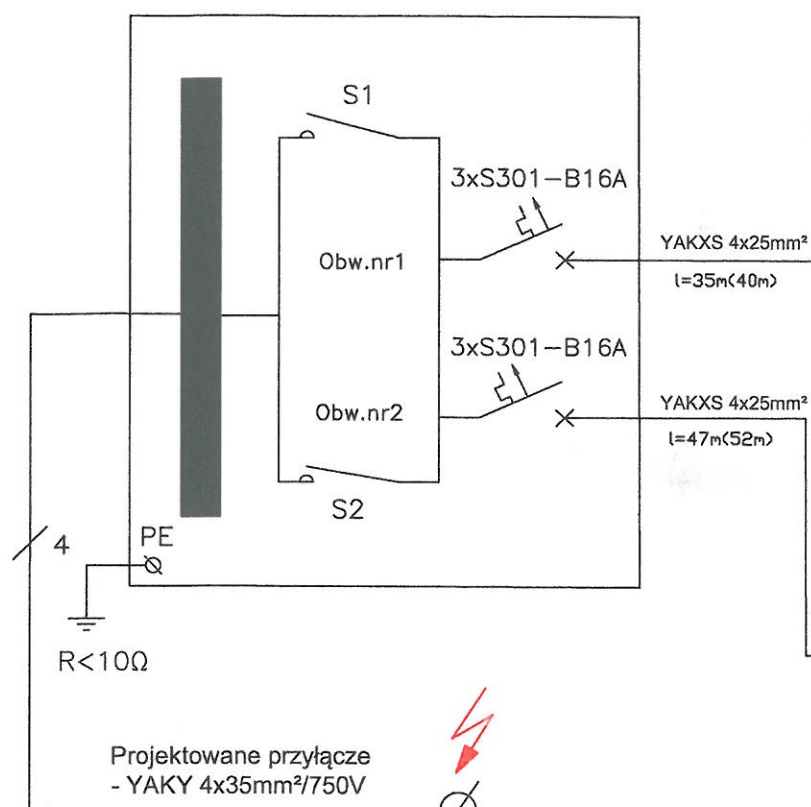 S1
3xS301-B16A
YAKXS 4x25mm²
Obw.nr1
l=35m(40m)
3xS301-B16A
YAKXS 4x25mm²
Obw.nr2
l=47m(52m)
S2
PE
4
R<10Ω
Projektowane przyłącze
- YAKY 4x35mm²/750V